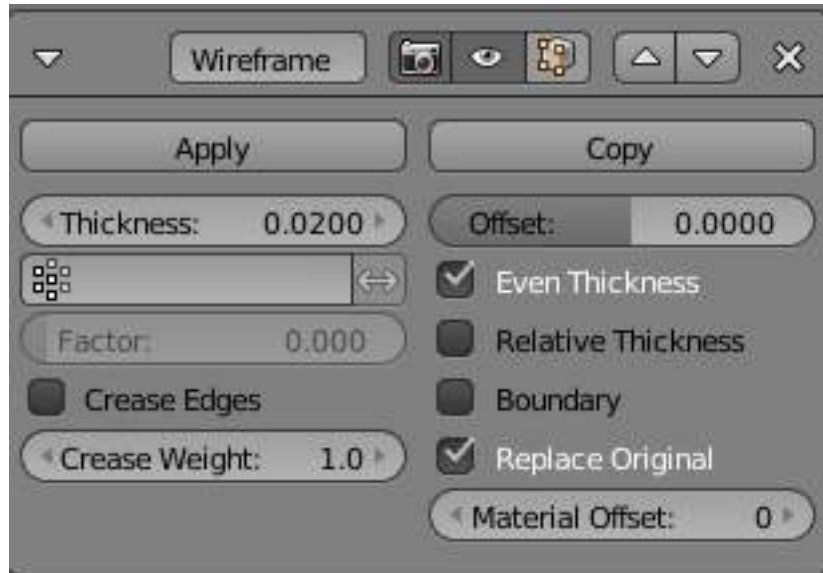 Wireframe
Apply
Copy
Thickness: 0.0200
Offset: 0.0000
Even Thickness
Factor: 0.000
Relative Thickness
Crease Edges
Boundary
Crease Weight: 1.0
Replace Original
Material Offset: 0